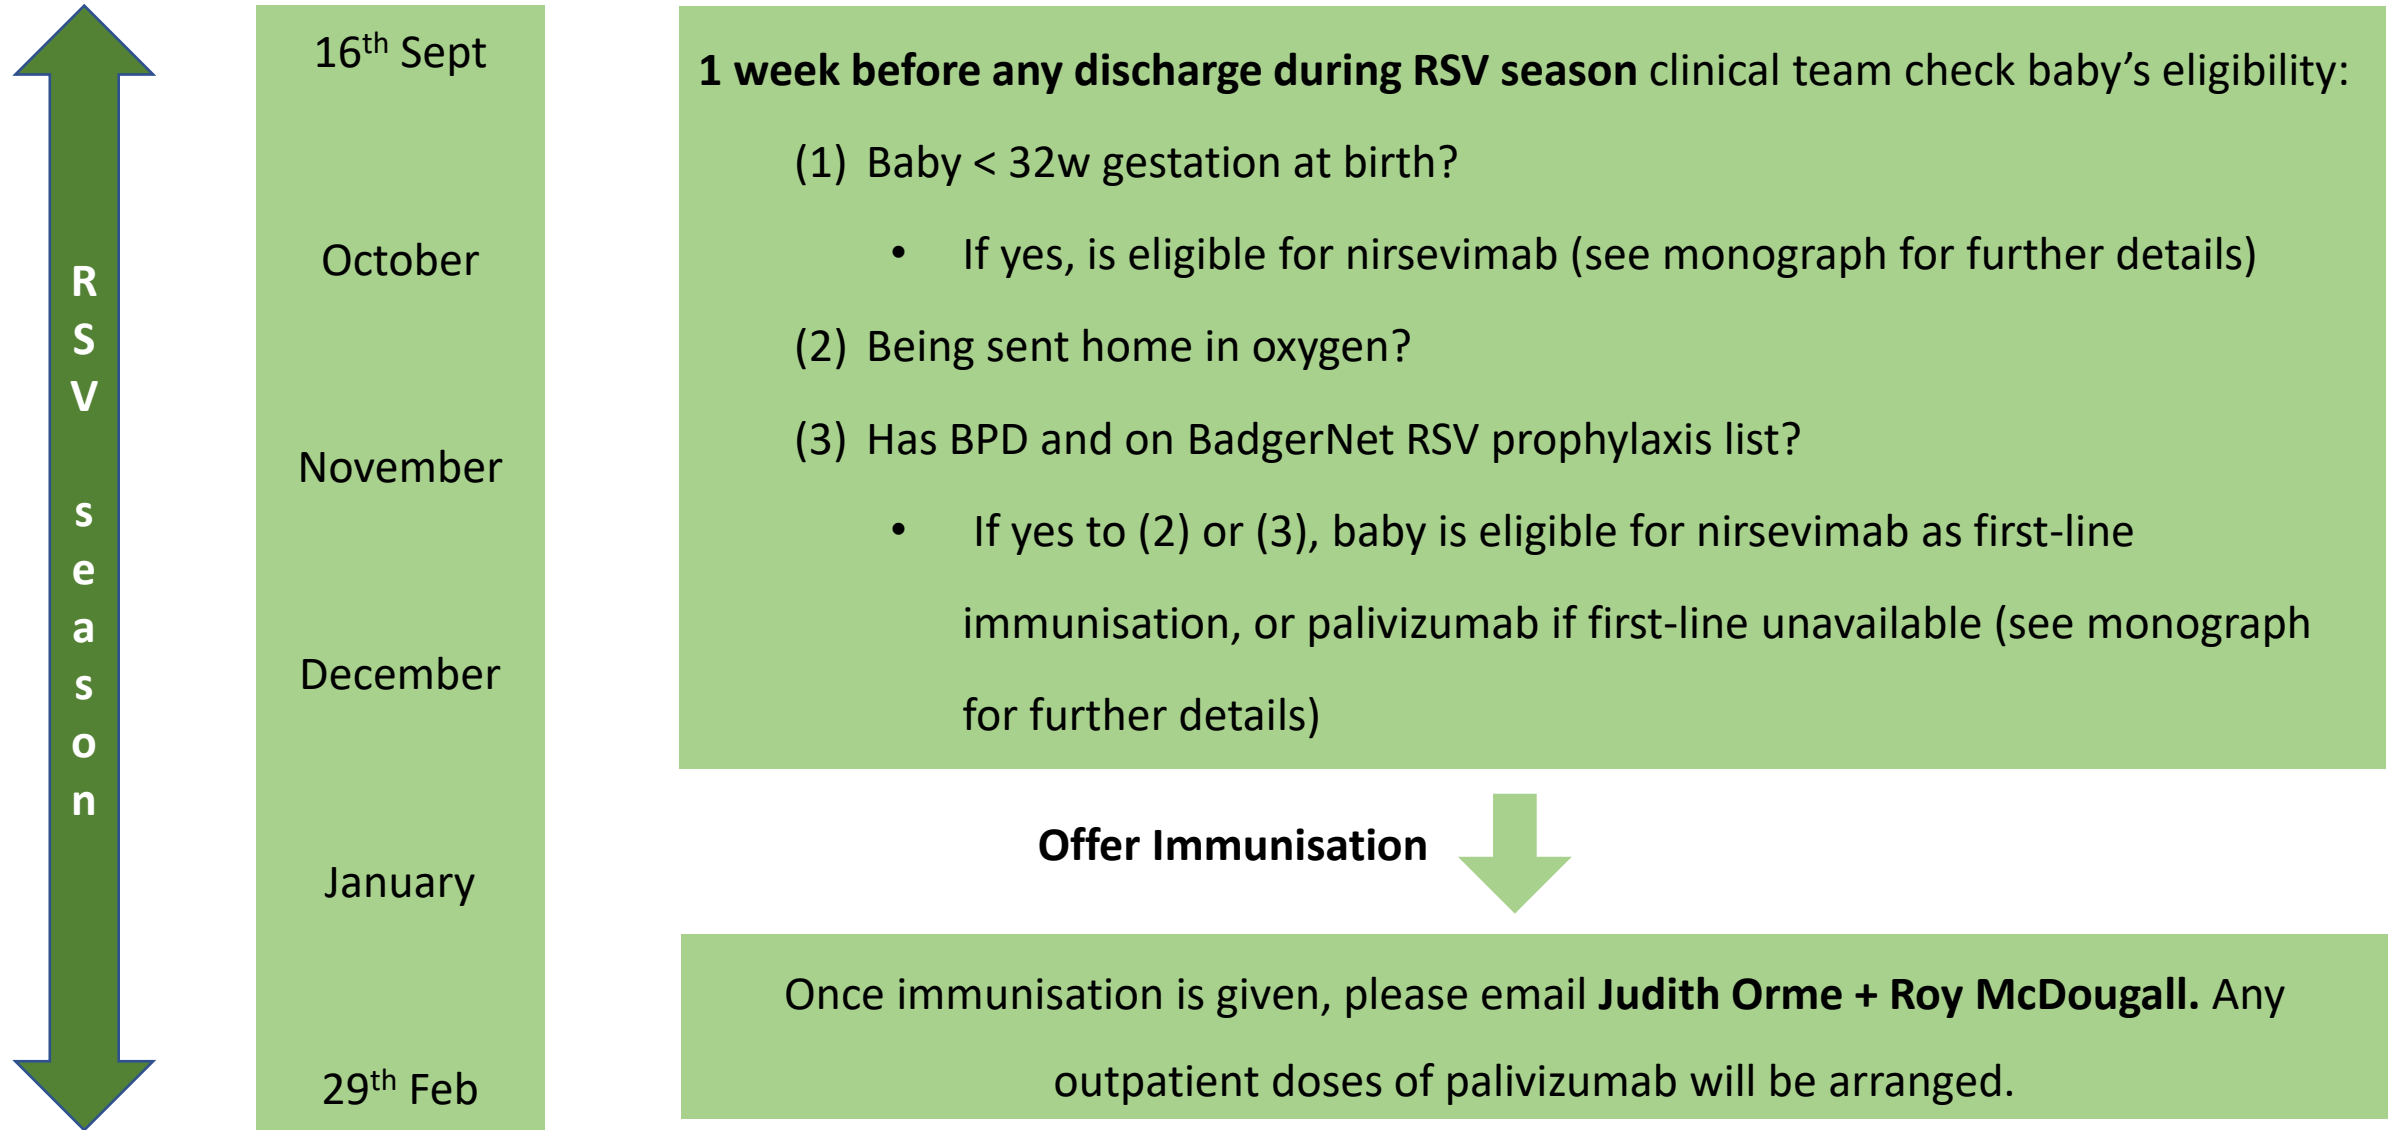 RSV season
16th Sept
October
November
December
January
29th Feb
1 week before any discharge during RSV season clinical team check baby’s eligibility:
(1) Baby < 32w gestation at birth?
• If yes, is eligible for nirsevimab (see monograph for further details)
(2) Being sent home in oxygen?
(3) Has BPD and on BadgerNet RSV prophylaxis list?
• If yes to (2) or (3), baby is eligible for nirsevimab as first-line
immunisation, or palivizumab if first-line unavailable (see monograph
for further details)
Offer Immunisation
Once immunisation is given, please email Judith Orme + Roy McDougall. Any
outpatient doses of palivizumab will be arranged.